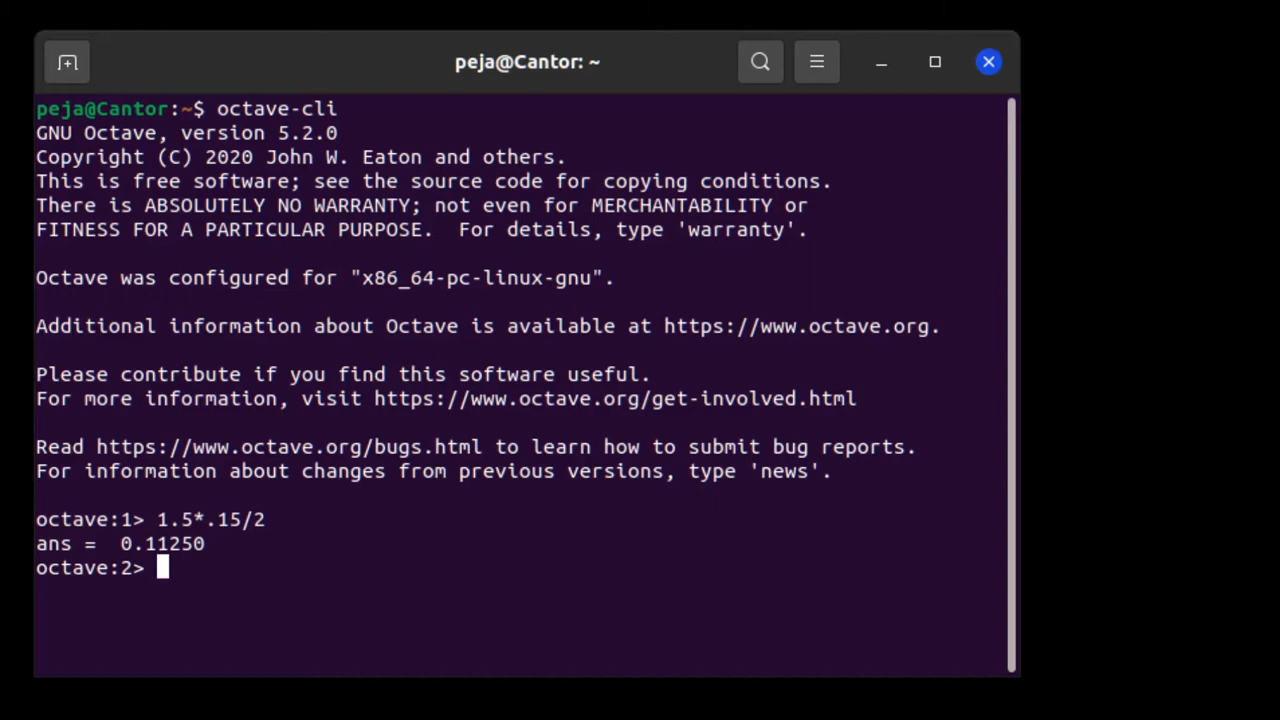 peja@Cantor: ~
peja@Cantor:~$ octave-cli
GNU Octave, version 5.2.0
Copyright (C) 2020 John W. Eaton and others.
This is free software; see the source code for copying conditions.
There is ABSOLUTELY NO WARRANTY; not even for MERCHANTABILITY or
FITNESS FOR A PARTICULAR PURPOSE.  For details, type 'warranty'.
Octave was configured for "x86_64-pc-linux-gnu".
Additional information about Octave is available at https://www.octave.org.
Please contribute if you find this software useful.
For more information, visit https://www.octave.org/get-involved.html
Read https://www.octave.org/bugs.html to learn how to submit bug reports.
For information about changes from previous versions, type 'news'.
octave:1> 1.5*.15/2
ans =  0.11250
octave:2>